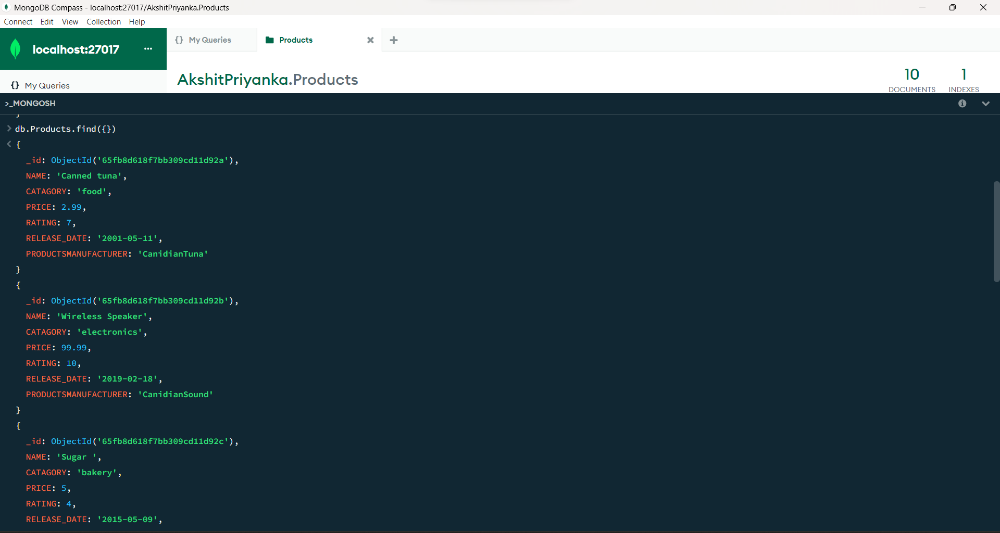 MongoDB Compass - localhost:27017/AkshitPriyanka.Products
Connect Edit View Collection Help
localhost:27017 ...
{} My Queries
Products
{} My Queries
AkshitPriyanka.Products
10
DOCUMENTS
1
INDEXES
>_MONGOSH
}
> db.Products.find({})
< {
_id: ObjectId('65fb8d618f7bb309cd11d92a'),
NAME: 'Canned tuna',
CATAGORY: 'food',
PRICE: 2.99,
RATING: 7,
RELEASE_DATE: '2001-05-11',
PRODUCTSMANUFACTURER: 'CanidianTuna'
}
{
_id: ObjectId('65fb8d618f7bb309cd11d92b'),
NAME: 'Wireless Speaker',
CATAGORY: 'electronics',
PRICE: 99.99,
RATING: 10,
RELEASE_DATE: '2019-02-18',
PRODUCTSMANUFACTURER: 'CanidianSound'
}
{
_id: ObjectId('65fb8d618f7bb309cd11d92c'),
NAME: 'Sugar ',
CATAGORY: 'bakery',
PRICE: 5,
RATING: 4,
RELEASE_DATE: '2015-05-09',